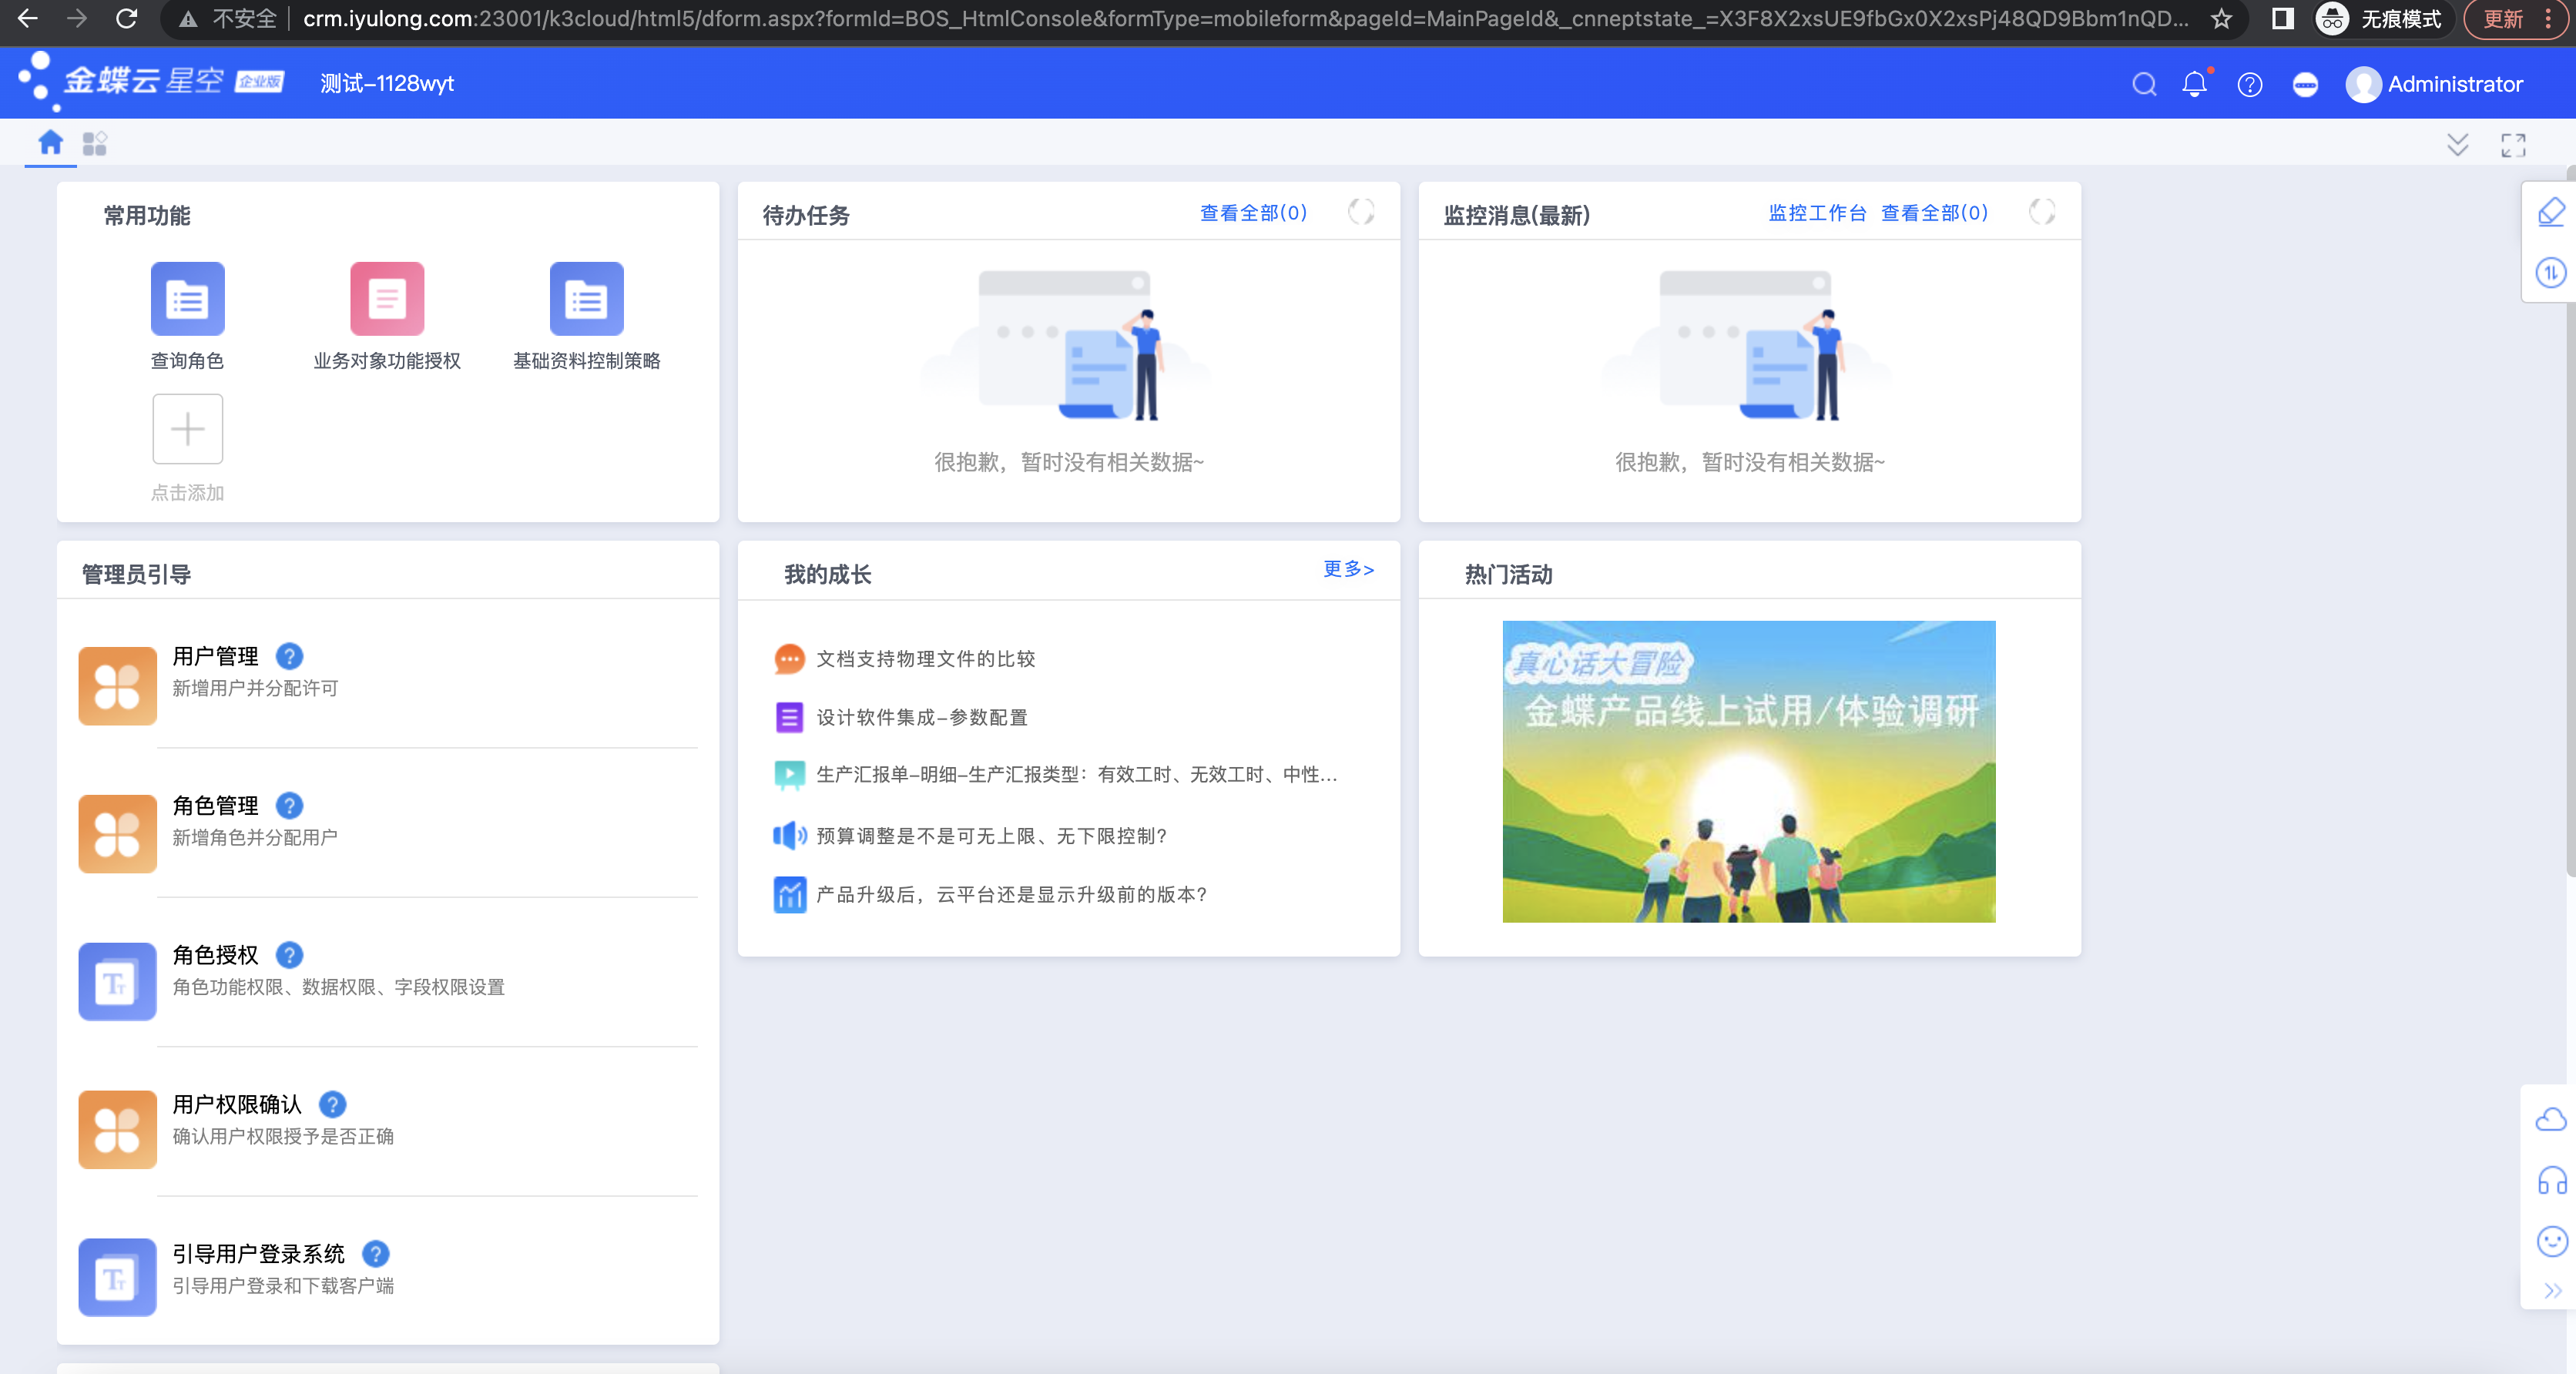 不安全 crm.iyulong.com:23001/k3cloud/html5/dform.aspx?formId=BOS_HtmlConsole&formType=mobileform&pageId=MainPageId&_cnneptstate_=X3F8X2xsUE9fbGx0X2xsPj48QD9Bbm1nQD... 无痕模式 更新
金蝶云 星空 企业版 测试-1128wyt Administrator
常用功能
查询角色 业务对象功能授权 基础资料控制策略
点击添加
待办任务 查看全部(0)
很抱歉，暂时没有相关数据~
监控消息(最新) 监控工作台 查看全部(0)
很抱歉，暂时没有相关数据~
管理员引导
用户管理 ?
新增用户并分配许可
角色管理 ?
新增角色并分配用户
角色授权 ?
角色功能权限、数据权限、字段权限设置
用户权限确认 ?
确认用户权限授予是否正确
引导用户登录系统 ?
引导用户登录和下载客户端
我的成长 更多>
文档支持物理文件的比较
设计软件集成-参数配置
生产汇报单-明细-生产汇报类型：有效工时、无效工时、中性...
预算调整是不是可无上限、无下限控制?
产品升级后，云平台还是显示升级前的版本?
热门活动
真心话大冒险
金蝶产品线上试用/体验调研